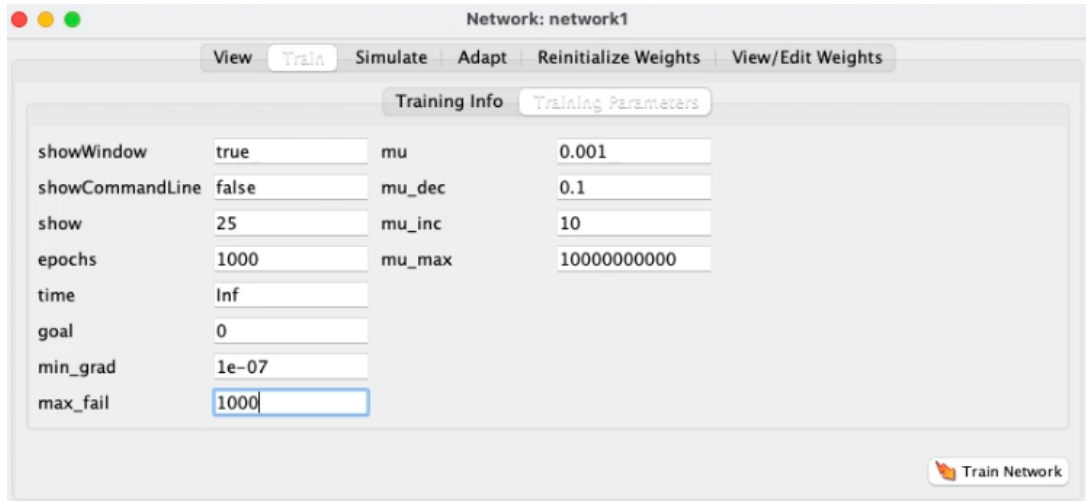 Network: network1
View Train Simulate Adapt Reinitialize Weights View/Edit Weights
Training Info Training Parameters
showWindow true mu 0.001
showCommandLine false mu_dec 0.1
show 25 mu_inc 10
epochs 1000 mu_max 10000000000
time Inf
goal 0
min_grad 1e-07
max_fail 1000
Train Network